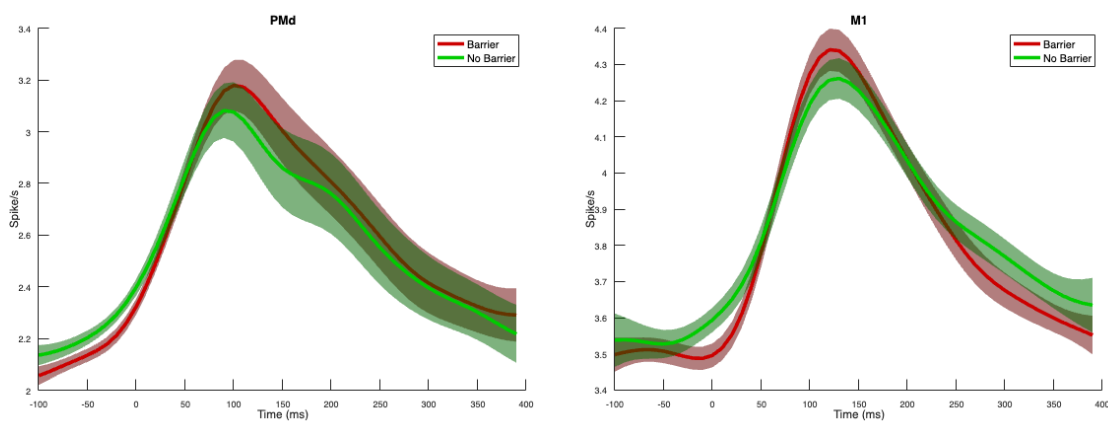 PMd
Spike/s
3.4
3.2
3
2.8
2.6
2.4
2.2
2
Barrier
No Barrier
-100 -50 0 50 100 150 200 250 300 350 400
Time (ms)
M1
Spike/s
4.4
4.3
4.2
4.1
4
3.9
3.8
3.7
3.6
3.5
3.4
Barrier
No Barrier
-100 -50 0 50 100 150 200 250 300 350 400
Time (ms)